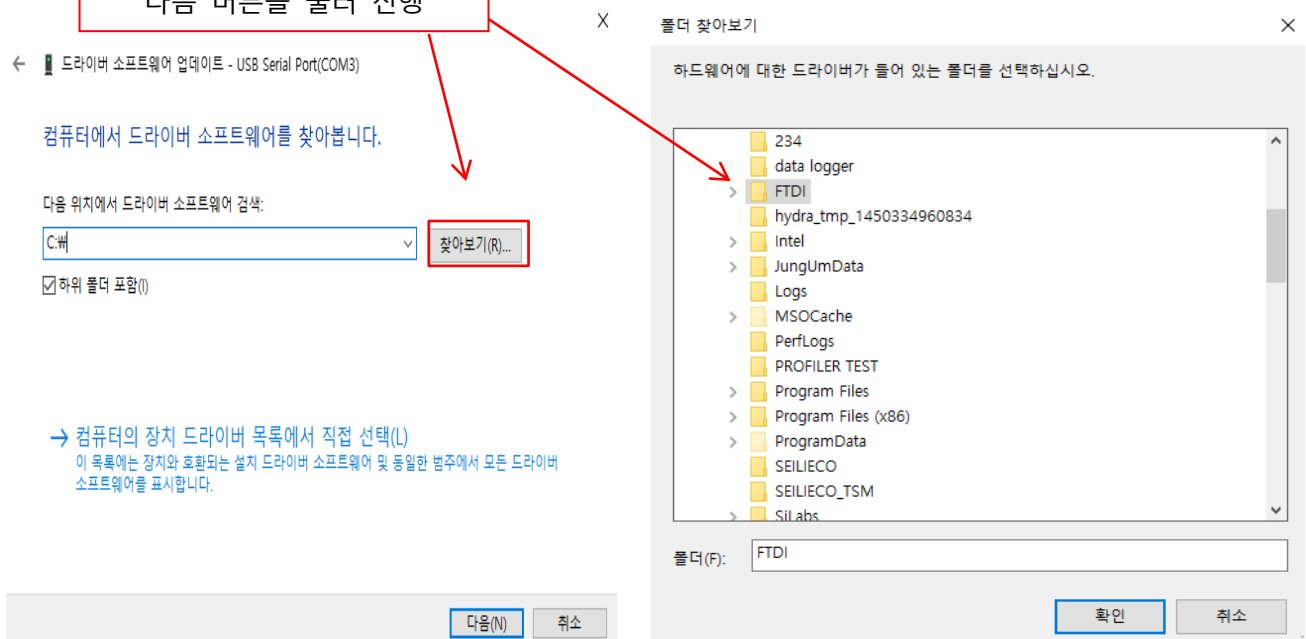 다음 버튼을 눌러 진행
X
← 드라이버 소프트웨어 업데이트 - USB Serial Port(COM3)
컴퓨터에서 드라이버 소프트웨어를 찾아봅니다.
다음 위치에서 드라이버 소프트웨어 검색:
C:₩
찾아보기(R)...
하위 폴더 포함(I)
→ 컴퓨터의 장치 드라이버 목록에서 직접 선택(L)
이 목록에는 장치와 호환되는 설치 드라이버 소프트웨어 및 동일한 범주에서 모든 드라이버
소프트웨어를 표시합니다.
다음(N)
취소
폴더 찾아보기
하드웨어에 대한 드라이버가 들어 있는 폴더를 선택하십시오.
234
data logger
FTDI
hydra_tmp_1450334960834
Intel
JungUmData
Logs
MSOCache
PerfLogs
PROFILER TEST
Program Files
Program Files (x86)
ProgramData
SEILIECO
SEILIECO_TSM
SiLabs
폴더(F):
FTDI
확인
취소